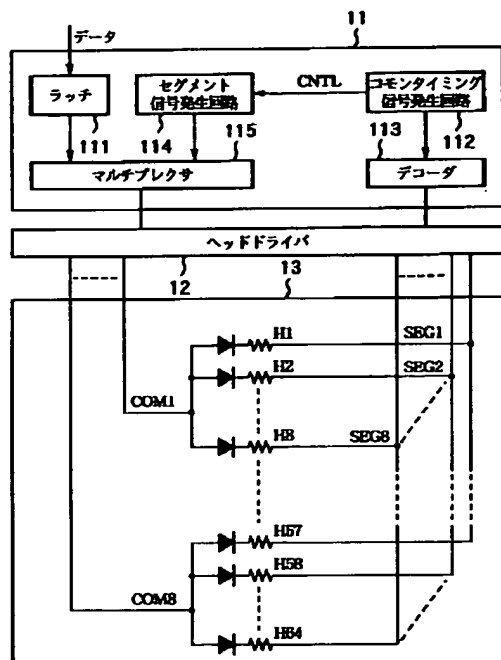 データ
11
ラッチ
セグメント
信号発生回路
CNTL
コモンタイミング
信号発生回路
111
114
115
113
112
マルチプレクサ
デコーダ
ヘッドドライバ
12
13
H1
SEG1
H2
SEG2
COM1
H8
SEG8
H57
H58
COM8
H64